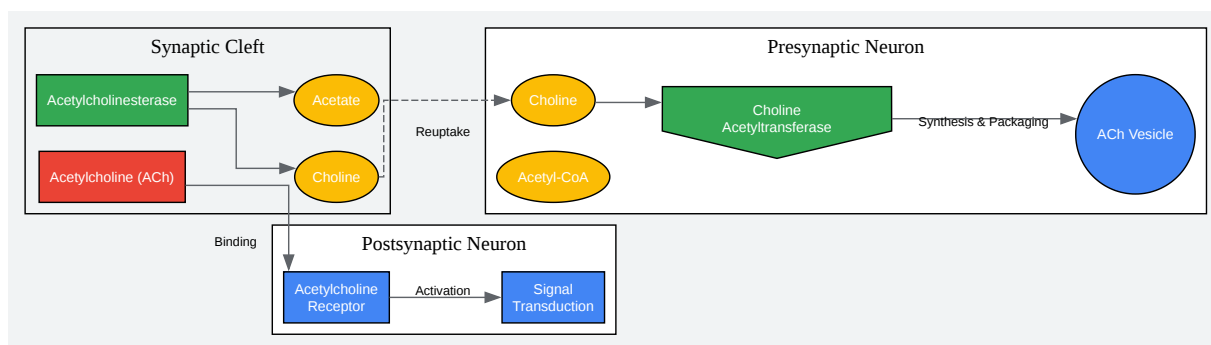 Synaptic Cleft
Acetylcholinesterase
Acetate
Acetylcholine (ACh)
Choline
Reuptake
Presynaptic Neuron
Choline
Choline
Acetyltransferase
Synthesis & Packaging
ACh Vesicle
Acetyl-CoA
Binding
Postsynaptic Neuron
Acetylcholine
Receptor
Activation
Signal
Transduction